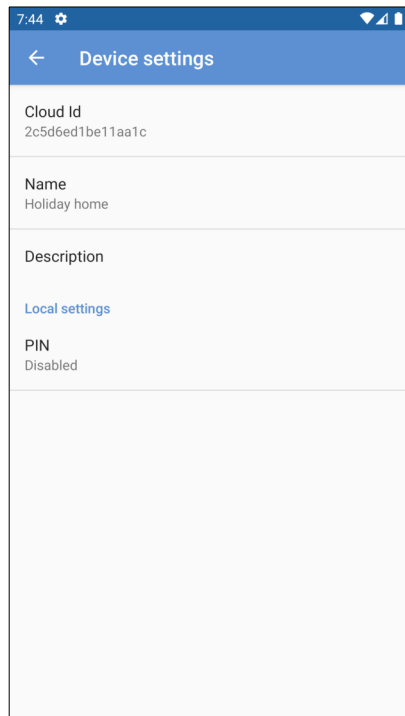 7:44
Device settings
Cloud Id
2c5d6ed1be11aa1c
Name
Holiday home
Description
Local settings
PIN
Disabled